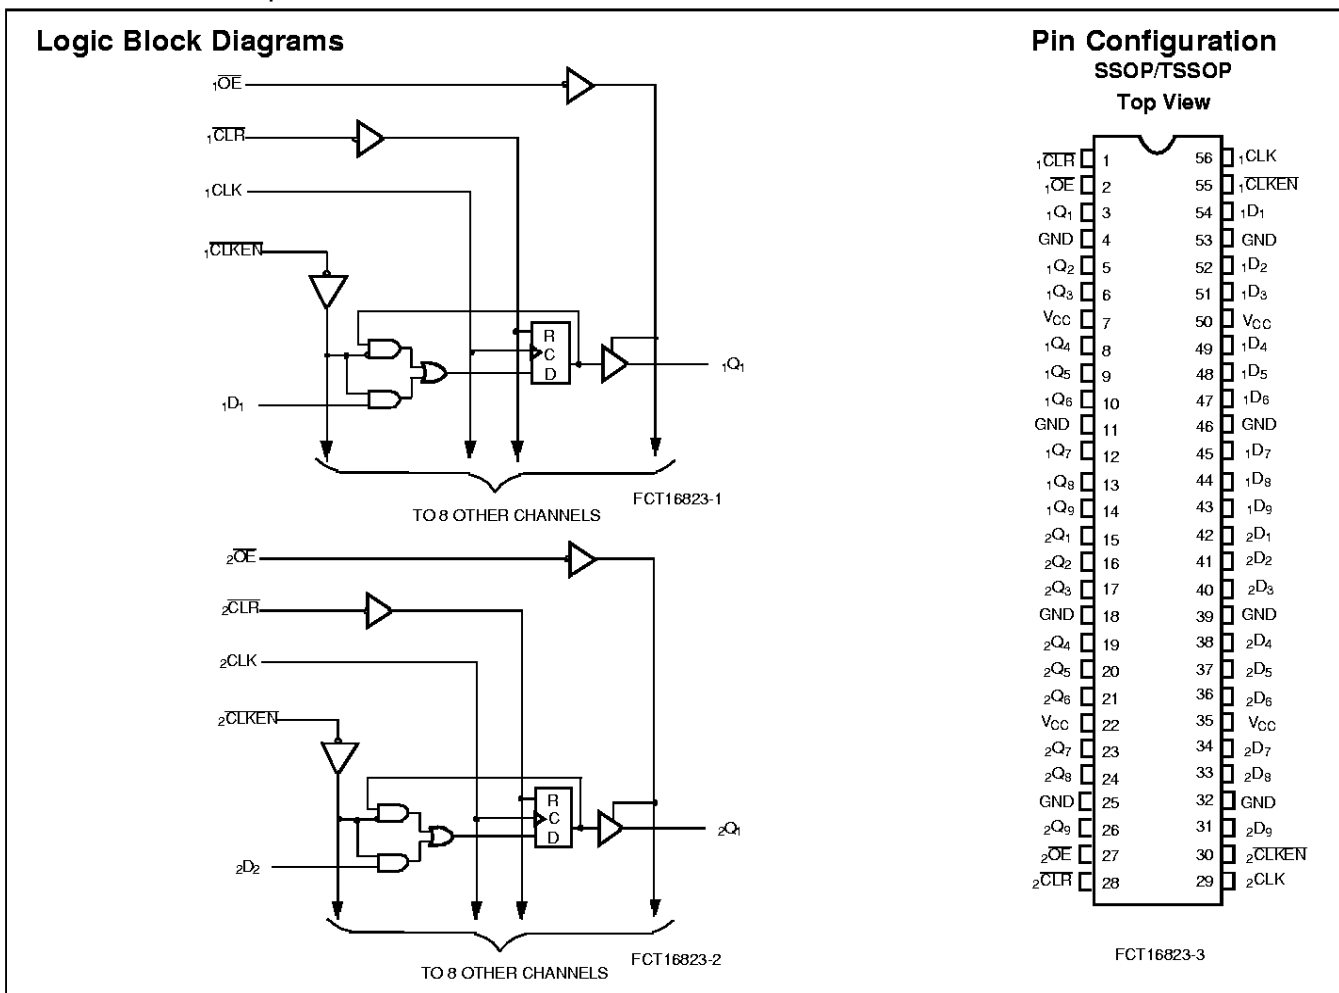 Logic Block Diagrams
1OE
1CLR
1CLK
1CLKEN
1D1
R
C
D
1Q1
TO 8 OTHER CHANNELS
FCT16823-1
2OE
2CLR
2CLK
2CLKEN
2D2
R
C
D
2Q1
TO 8 OTHER CHANNELS
FCT16823-2
Pin Configuration
SSOP/TSSOP
Top View
1CLR 1 56 1CLK
1OE 2 55 1CLKEN
1Q1 3 54 1D1
GND 4 53 GND
1Q2 5 52 1D2
1Q3 6 51 1D3
VCC 7 50 VCC
1Q4 8 49 1D4
1Q5 9 48 1D5
1Q6 10 47 1D6
GND 11 46 GND
1Q7 12 45 1D7
1Q8 13 44 1D8
1Q9 14 43 1D9
2Q1 15 42 2D1
2Q2 16 41 2D2
2Q3 17 40 2D3
GND 18 39 GND
2Q4 19 38 2D4
2Q5 20 37 2D5
2Q6 21 36 2D6
VCC 22 35 VCC
2Q7 23 34 2D7
2Q8 24 33 2D8
GND 25 32 GND
2Q9 26 31 2D9
2OE 27 30 2CLKEN
2CLR 28 29 2CLK
FCT16823-3